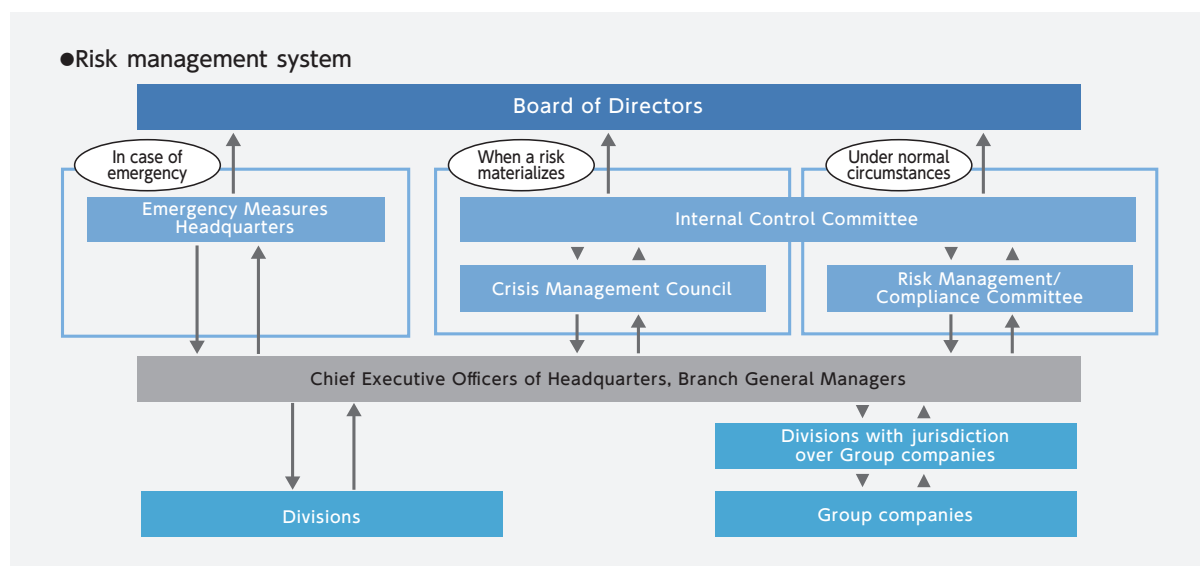 ●Risk management system
Board of Directors
In case of
emergency
When a risk
materializes
Under normal
circumstances
Emergency Measures
Headquarters
Internal Control Committee
Crisis Management Council
Risk Management/
Compliance Committee
Chief Executive Officers of Headquarters, Branch General Managers
Divisions with jurisdiction
over Group companies
Divisions
Group companies